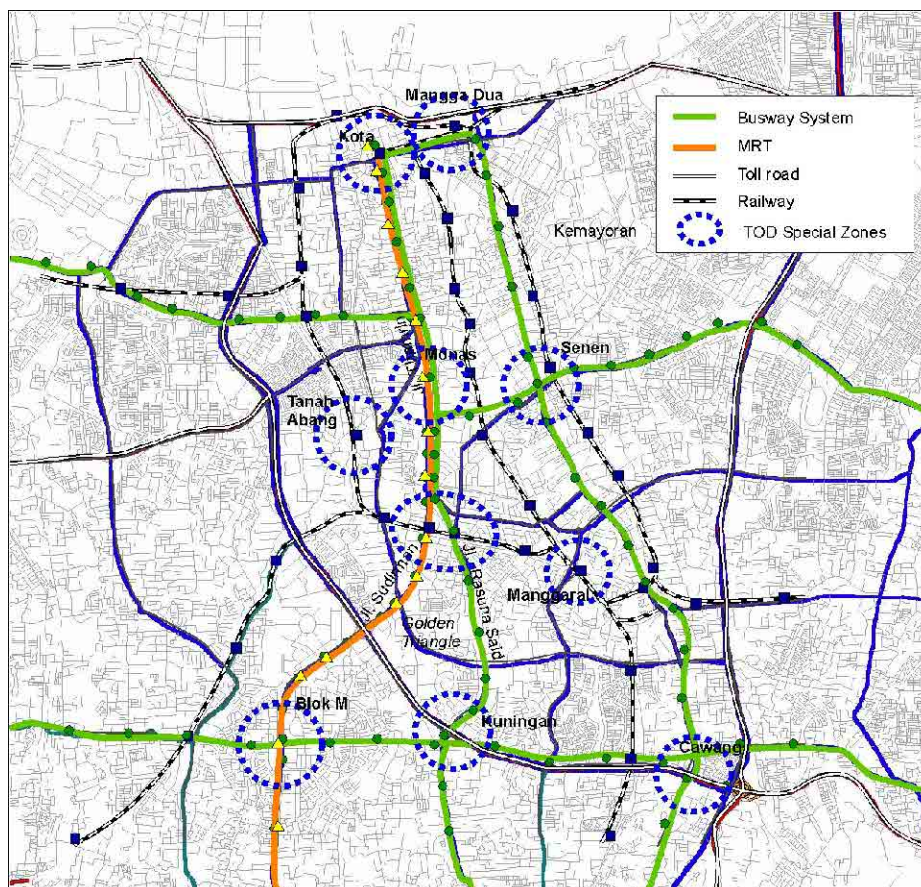 Mangga Dua
Kota
Busway System
MRT
Toll road
Railway
TOD Special Zones
Kemayoran
Monas
Senen
Tanah
Abang
Jl. Sudirman
Jl. Rasuna Said
Manggarai
Golden
Triangle
Blok M
Kuningan
Cawang